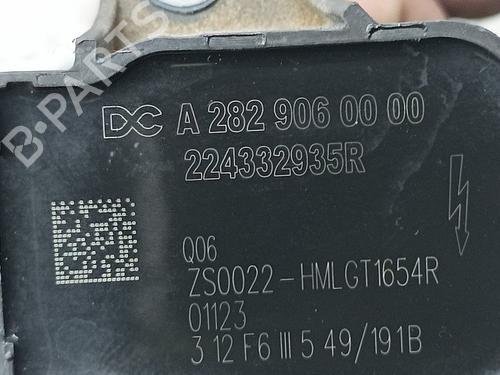 B-PARTS
DC A 282 906 00 00
224332935R
Q06
ZS0022-HMLGT1654R
01123
3 12 F6 III 5 49/191B